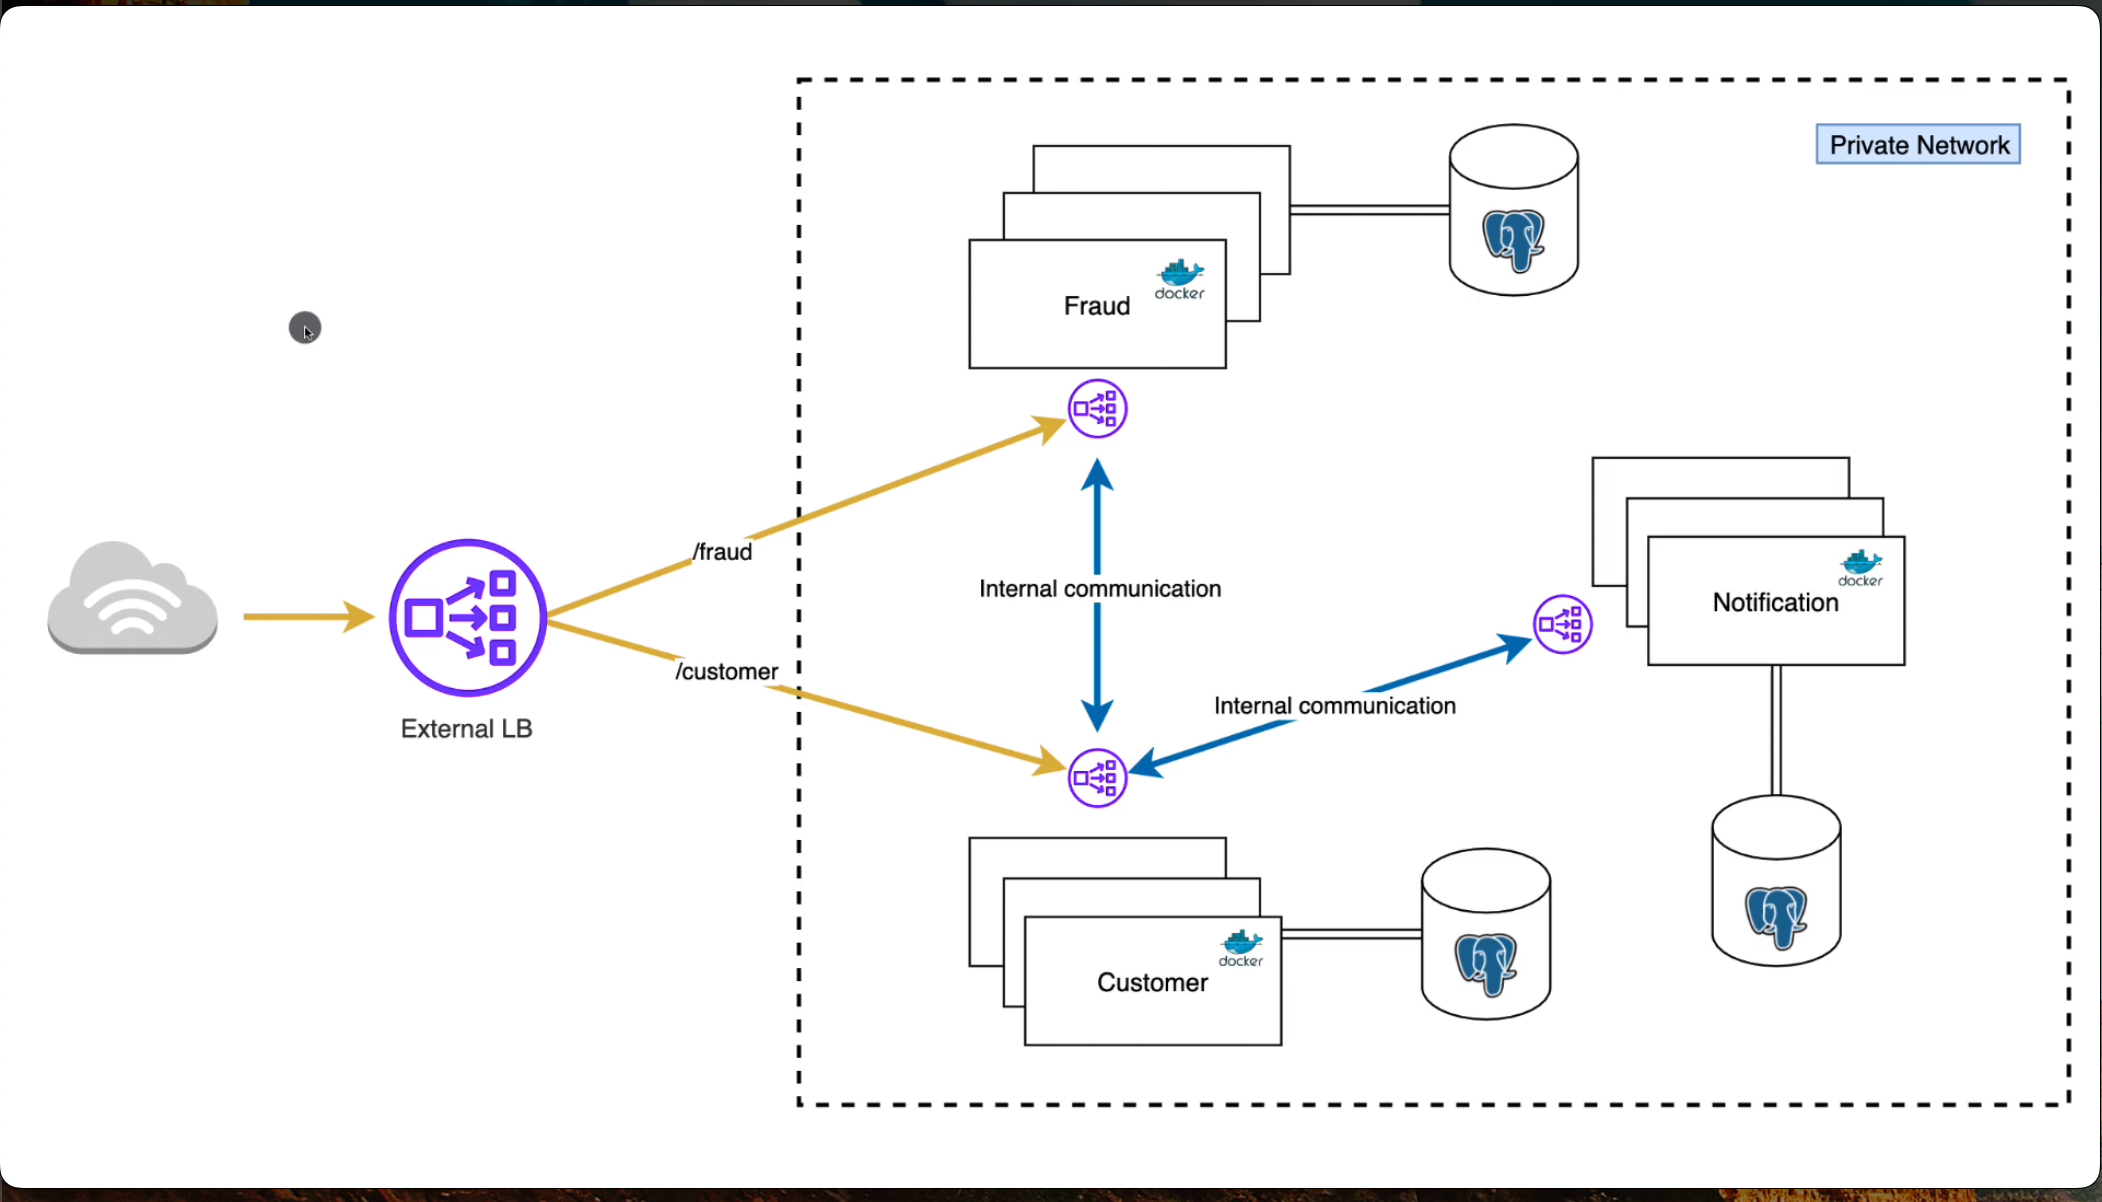 Private Network
docker
Fraud
/fraud
Internal communication
docker
Notification
/customer
Internal communication
External LB
docker
Customer